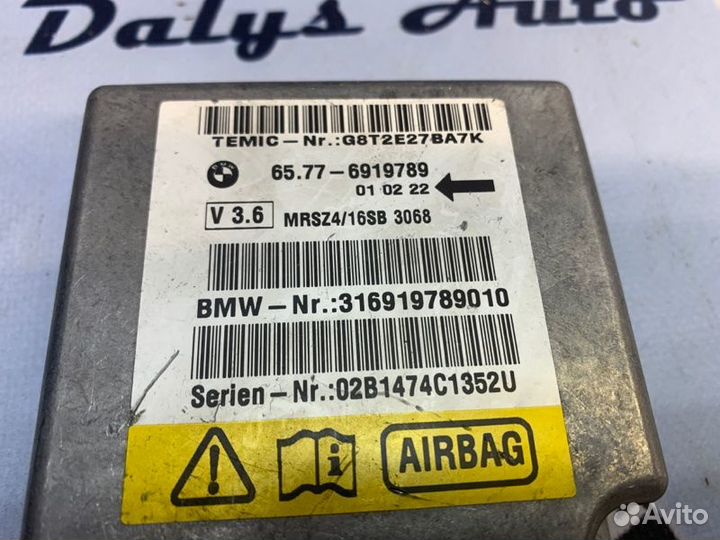 Dalys Auto
TEMIC-Nr.:G8T2E27BA7K
BMW
65.77-6919789
01 02 22
V 3.6
MRSZ4/16SB 3068
BMW-Nr.:316919789010
Serien-Nr.:02B1474C1352U
AIRBAG
Avito